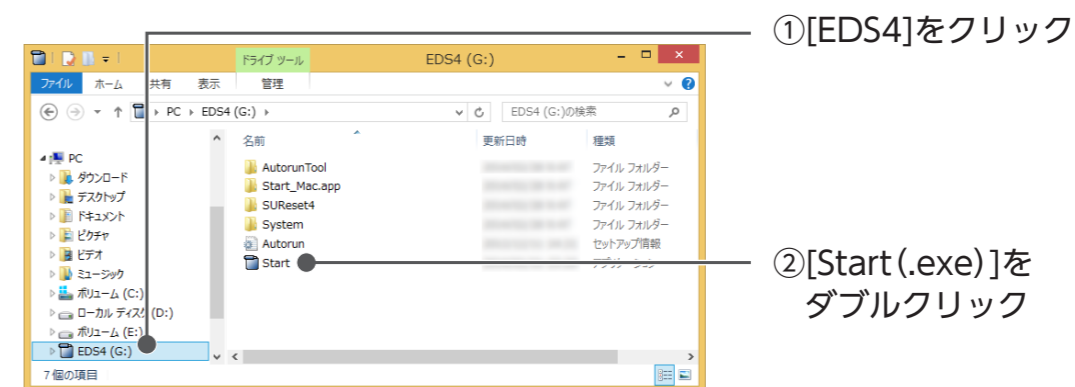 ①[EDS4]をクリック
ドライブ ツール
EDS4 (G:)
ファイル ホーム 共有 表示 管理
PC EDS4 (G:)
EDS4 (G:)の検索
名前 更新日時 種類
PC
ダウンロード
デスクトップ
ドキュメント
ピクチャ
ビデオ
ミュージック
ボリューム (C:)
ローカル ディスク (D:)
ボリューム (E:)
EDS4 (G:)
AutorunTool ファイル フォルダー
Start_Mac.app ファイル フォルダー
SUReset4 ファイル フォルダー
System ファイル フォルダー
Autorun セットアップ情報
Start
②[Start(.exe)]を
ダブルクリック
7 個の項目